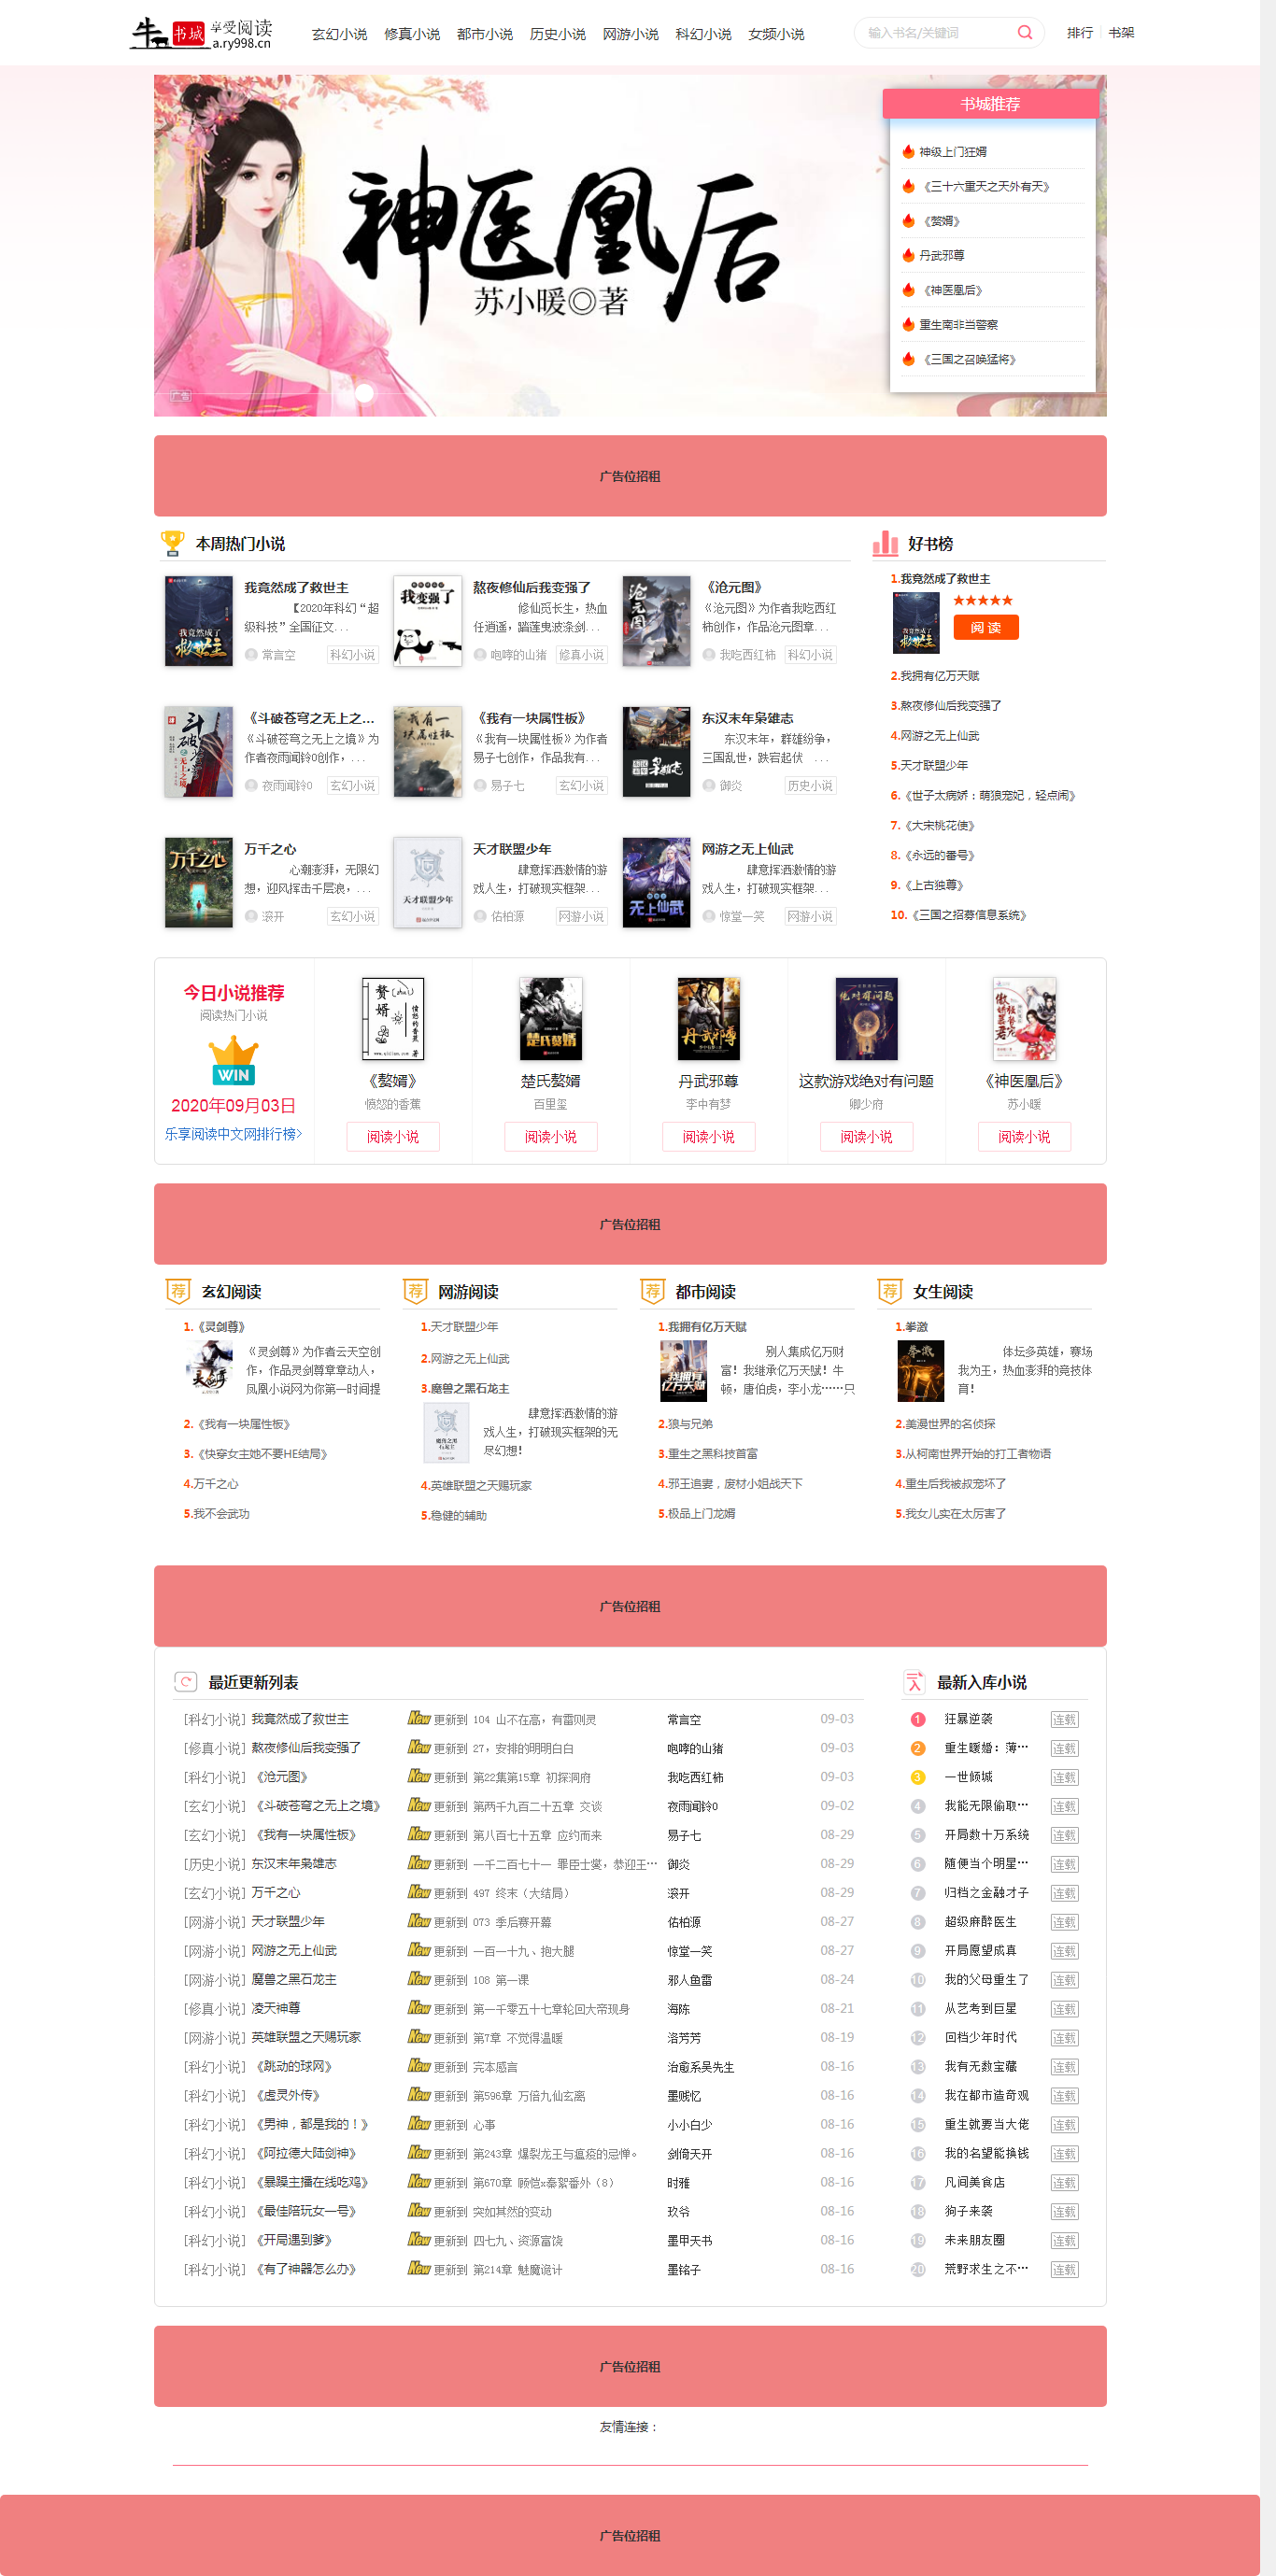 牛书城 享受阅读
a.ry998.cn
玄幻小说 修真小说 都市小说 历史小说 网游小说 科幻小说 女频小说
输入书名/关键词
排行 书架
神医凰后
苏小暖◎著
广告
书城推荐
神级上门狂婿
《三十六重天之天外有天》
《赘婿》
丹武邪尊
《神医凰后》
重生南非当警察
《三国之召唤猛将》
广告位招租
本周热门小说
我竟然成了救世主
【2020年科幻“超
级科技”全国征文...
常言空 科幻小说
熬夜修仙后我变强了
修仙觅长生，热血
任逍遥，踏莲曳波涤剑...
咆哮的山猪 修真小说
《沧元图》
《沧元图》为作者我吃西红
柿创作，作品沧元图章...
我吃西红柿 科幻小说
《斗破苍穹之无上之...
《斗破苍穹之无上之境》为
作者夜雨闻铃0创作，...
夜雨闻铃0 玄幻小说
《我有一块属性板》
《我有一块属性板》为作者
易子七创作，作品我有...
易子七 玄幻小说
东汉末年枭雄志
东汉末年，群雄纷争，
三国乱世，跌宕起伏 ...
御炎 历史小说
万千之心
心潮澎湃，无限幻
想，迎风挥击千层浪，...
滚开 玄幻小说
天才联盟少年
肆意挥洒激情的游
戏人生，打破现实框架...
佑柏源 网游小说
网游之无上仙武
肆意挥洒激情的游
戏人生，打破现实框架...
惊堂一笑 网游小说
好书榜
1.我竟然成了救世主
阅 读
2.我拥有亿万天赋
3.熬夜修仙后我变强了
4.网游之无上仙武
5.天才联盟少年
6.《世子太病娇：萌狼宠妃，轻点闹》
7.《大宋桃花使》
8.《永远的番号》
9.《上古独尊》
10.《三国之招募信息系统》
今日小说推荐
阅读热门小说
WIN
2020年09月03日
乐享阅读中文网排行榜>
《赘婿》
愤怒的香蕉
阅读小说
楚氏赘婿
百里玺
阅读小说
丹武邪尊
李中有梦
阅读小说
这款游戏绝对有问题
卿少府
阅读小说
《神医凰后》
苏小暖
阅读小说
广告位招租
荐 玄幻阅读
1.《灵剑尊》
《灵剑尊》为作者云天空创
作，作品灵剑尊章章动人，
凤凰小说网为你第一时间提
2.《我有一块属性板》
3.《快穿女主她不要HE结局》
4.万千之心
5.我不会武功
荐 网游阅读
1.天才联盟少年
2.网游之无上仙武
3.魔兽之黑石龙主
肆意挥洒激情的游
戏人生，打破现实框架的无
尽幻想！
4.英雄联盟之天赐玩家
5.稳健的辅助
荐 都市阅读
1.我拥有亿万天赋
别人集成亿万财
富！我继承亿万天赋！牛
顿，唐伯虎，李小龙……只
2.狼与兄弟
3.重生之黑科技首富
4.邪王追妻，废材小姐战天下
5.极品上门龙婿
荐 女生阅读
1.拳激
体坛多英雄，赛场
我为王，热血澎湃的竞技体
育！
2.美漫世界的名侦探
3.从柯南世界开始的打工者物语
4.重生后我被叔宠坏了
5.我女儿实在太厉害了
广告位招租
最近更新列表
[科幻小说] 我竟然成了救世主 New 更新到 104 山不在高，有雷则灵 常言空 09-03
[修真小说] 熬夜修仙后我变强了 New 更新到 27，安排的明明白白 咆哮的山猪 09-03
[科幻小说] 《沧元图》 New 更新到 第22集第15章 初探洞府 我吃西红柿 09-03
[玄幻小说] 《斗破苍穹之无上之境》 New 更新到 第两千九百二十五章 交谈 夜雨闻铃0 09-02
[玄幻小说] 《我有一块属性板》 New 更新到 第八百七十五章 应约而来 易子七 08-29
[历史小说] 东汉末年枭雄志 New 更新到 一千二百七十一 罪臣士燮，恭迎王… 御炎 08-29
[玄幻小说] 万千之心 New 更新到 497 终末（大结局） 滚开 08-29
[网游小说] 天才联盟少年 New 更新到 073 季后赛开幕 佑柏源 08-27
[网游小说] 网游之无上仙武 New 更新到 一百一十九、抱大腿 惊堂一笑 08-27
[网游小说] 魔兽之黑石龙主 New 更新到 108 第一课 邪人鱼雷 08-24
[修真小说] 凌天神尊 New 更新到 第一千零五十七章轮回大帝现身 海陈 08-21
[网游小说] 英雄联盟之天赐玩家 New 更新到 第7章 不觉得温暖 洛芳芳 08-19
[科幻小说] 《跳动的球网》 New 更新到 完本感言 治愈系吴先生 08-16
[科幻小说] 《虚灵外传》 New 更新到 第596章 万倍九仙玄离 墨贱忆 08-16
[科幻小说] 《男神，都是我的！》 New 更新到 心事 小小白少 08-16
[科幻小说] 《阿拉德大陆剑神》 New 更新到 第243章 爆裂龙王与瘟疫的忌惮。 剑倚天开 08-16
[科幻小说] 《暴躁主播在线吃鸡》 New 更新到 第670章 顾恺x秦絮番外（8） 时雅 08-16
[科幻小说] 《最佳陪玩女一号》 New 更新到 突如其然的变动 玖爷 08-16
[科幻小说] 《开局遇到爹》 New 更新到 四七九、资源富饶 墨甲天书 08-16
[科幻小说] 《有了神器怎么办》 New 更新到 第214章 魅魔诡计 墨铭子 08-16
最新入库小说
1 狂暴逆袭 连载
2 重生暖婚：薄… 连载
3 一世倾城 连载
4 我能无限偷取… 连载
5 开局数十万系统 连载
6 随便当个明星… 连载
7 归档之金融才子 连载
8 超级麻醉医生 连载
9 开局愿望成真 连载
10 我的父母重生了 连载
11 从艺考到巨星 连载
12 回档少年时代 连载
13 我有无数宝藏 连载
14 我在都市造奇观 连载
15 重生就要当大佬 连载
16 我的名望能换钱 连载
17 凡间美食店 连载
18 狗子来袭 连载
19 未来朋友圈 连载
20 荒野求生之不… 连载
广告位招租
友情连接：
广告位招租